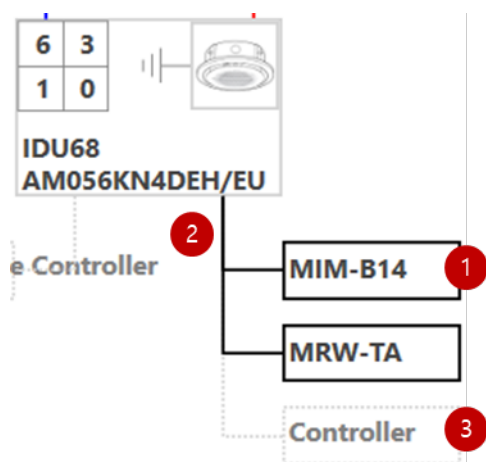 6 3
1 0
IDU68
AM056KN4DEH/EU
2
e Controller
MIM-B14
1
MRW-TA
Controller
3